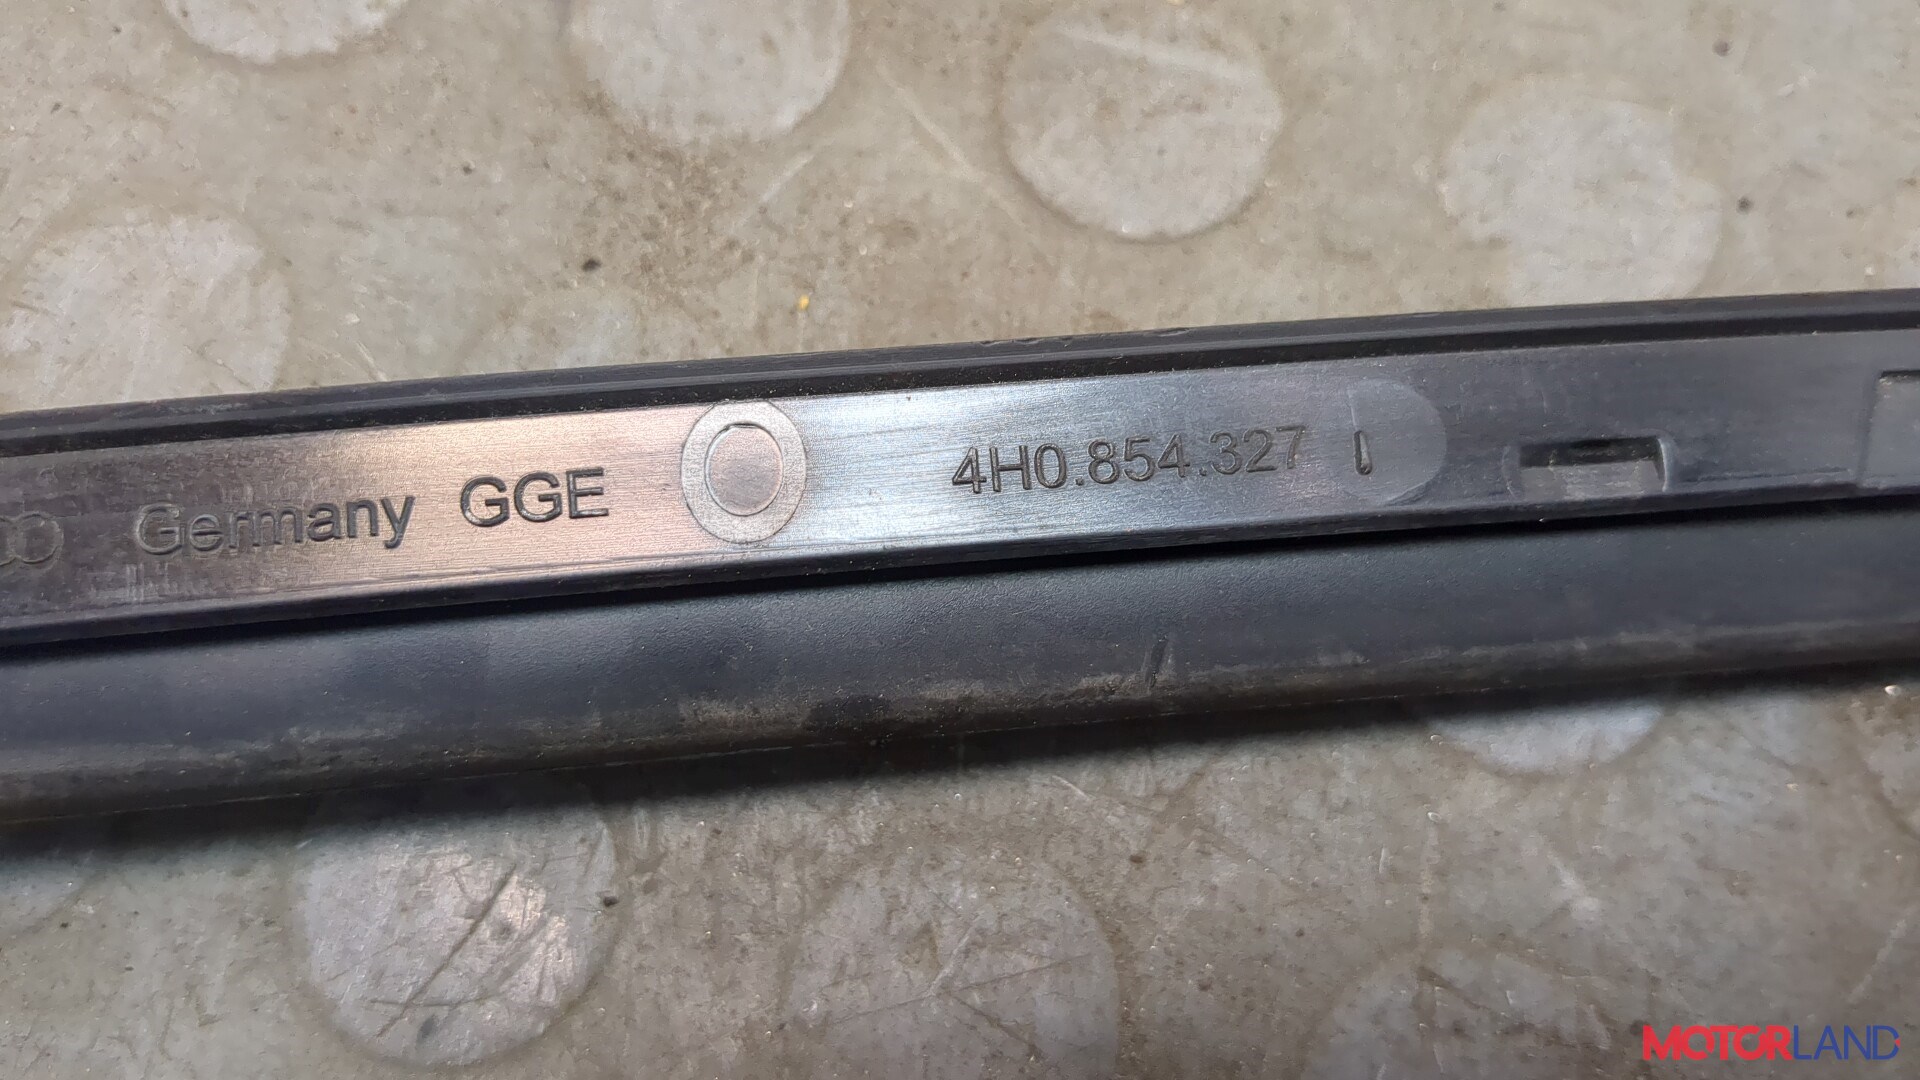 Germany GGE 4H0.854.327
MOTORLAND